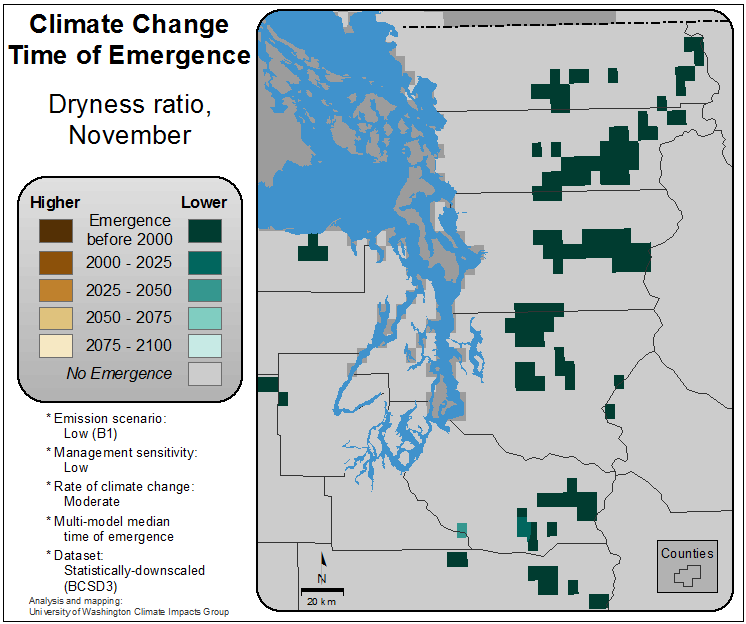 Climate Change
Time of Emergence
Dryness ratio,
November
Higher Lower
Emergence
before 2000
2000 - 2025
2025 - 2050
2050 - 2075
2075 - 2100
No Emergence
* Emission scenario:
Low (B1)
* Management sensitivity:
Low
* Rate of climate change:
Moderate
* Multi-model median
time of emergence
* Dataset:
Statistically-downscaled
(BCSD3)
Analysis and mapping:
University of Washington Climate Impacts Group
N
20 km
Counties